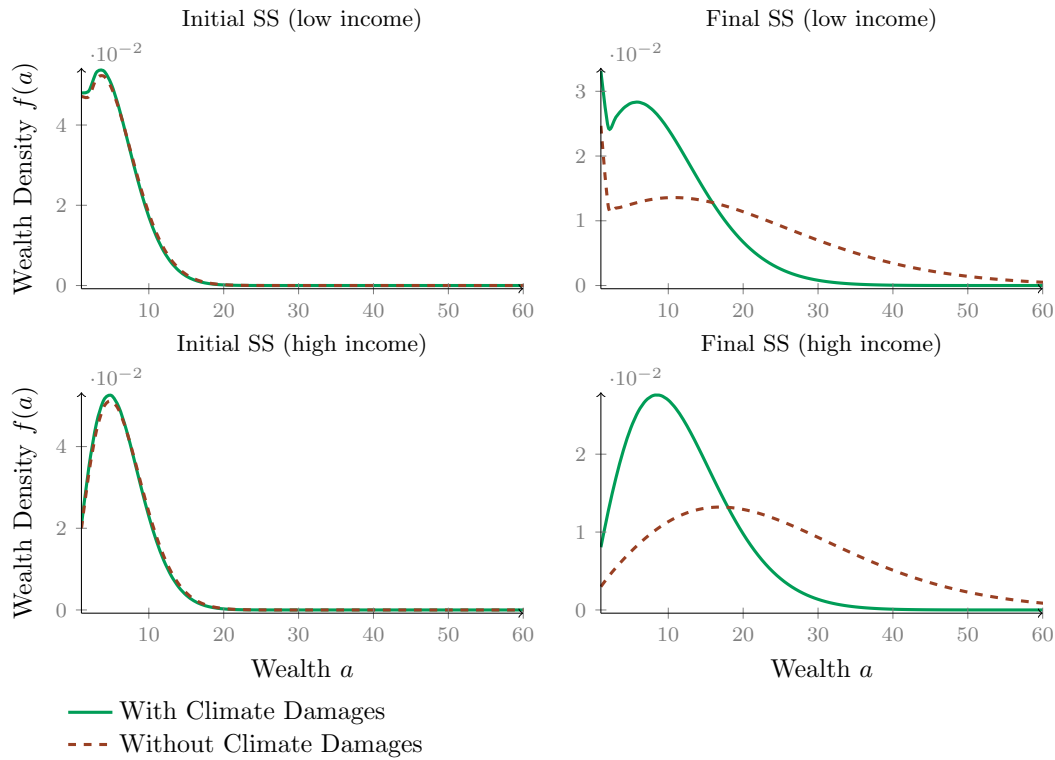 Initial SS (low income)
Final SS (low income)
·10⁻²
·10⁻²
Wealth Density f(a)
4
2
0
3
2
1
0
10 20 30 40 50 60
10 20 30 40 50 60
Initial SS (high income)
Final SS (high income)
·10⁻²
·10⁻²
Wealth Density f(a)
4
2
0
2
1
0
10 20 30 40 50 60
10 20 30 40 50 60
Wealth a
Wealth a
With Climate Damages
Without Climate Damages